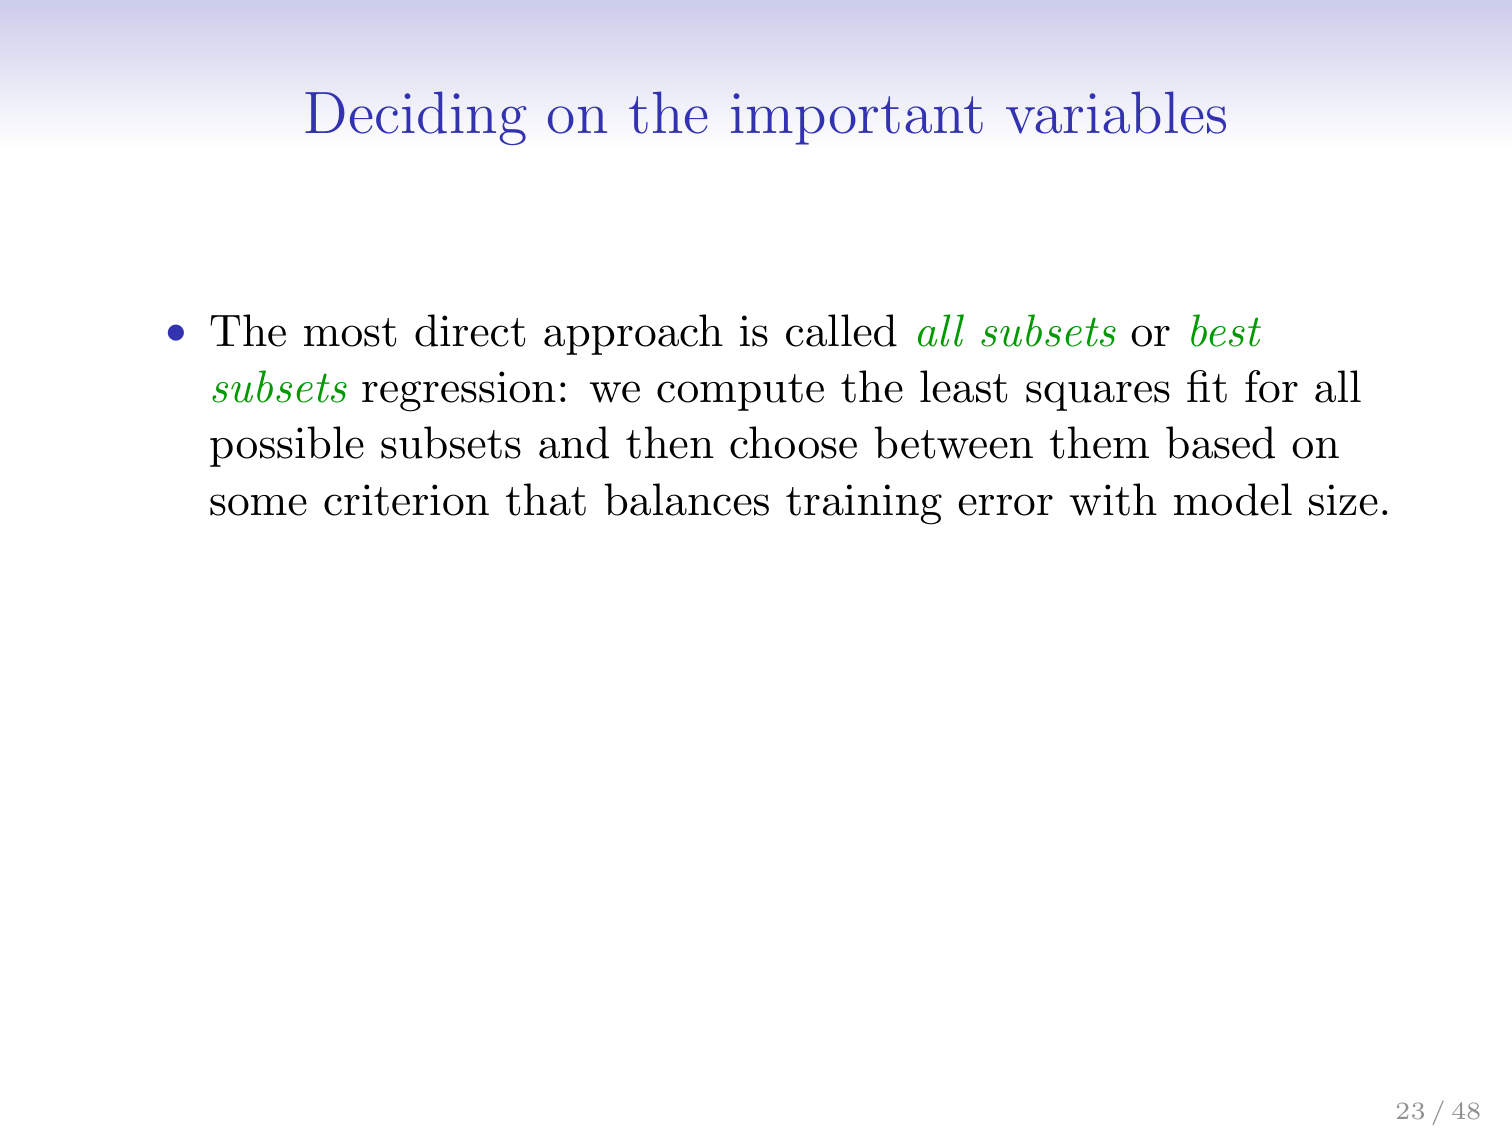 Deciding on the important variables
• The most direct approach is called all subsets or best
subsets regression: we compute the least squares fit for all
possible subsets and then choose between them based on
some criterion that balances training error with model size.
23 / 48